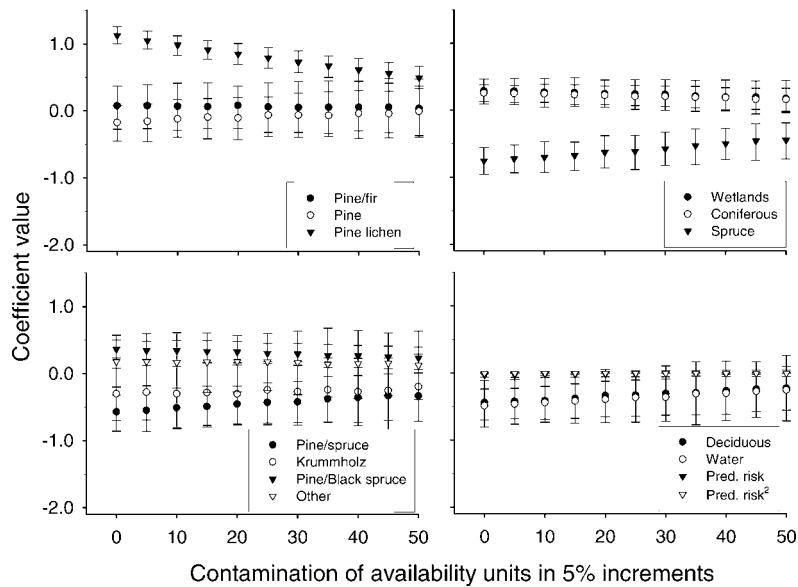 1.0
0.0
-1.0
-2.0
Pine/fir
Pine
Pine lichen
Wetlands
Coniferous
Spruce
Coefficient value
1.0
0.0
-1.0
-2.0
Pine/spruce
Krummholz
Pine/Black spruce
Other
Deciduous
Water
Pred. risk
Pred. risk²
0 10 20 30 40 50
0 10 20 30 40 50
Contamination of availability units in 5% increments